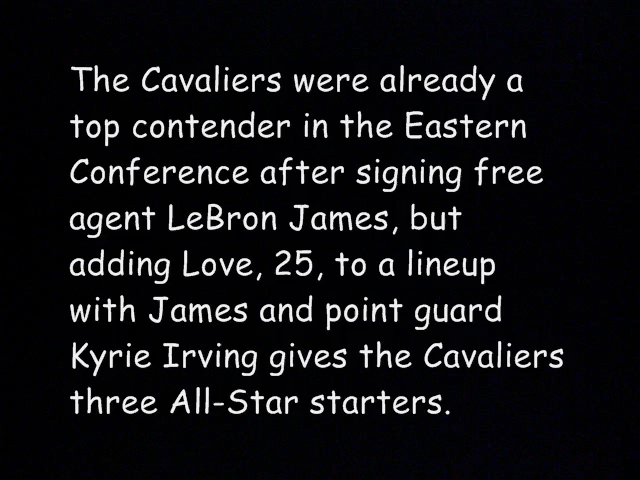 The Cavaliers were already a
top contender in the Eastern
Conference after signing free
agent LeBron James, but
adding Love, 25, to a lineup
with James and point guard
Kyrie Irving gives the Cavaliers
three All-Star starters.